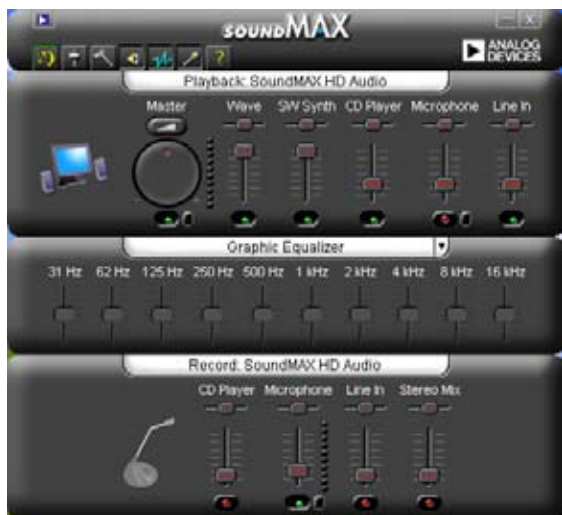 SOUNDMAX
ANALOG
DEVICES
Playback: SoundMAX HD Audio
Master Wave SW Synth CD Player Microphone Line In
Graphic Equalizer
31 Hz 62 Hz 125 Hz 250 Hz 500 Hz 1 kHz 2 kHz 4 kHz 8 kHz 16 kHz
Record: SoundMAX HD Audio
CD Player Microphone Line In Stereo Mix